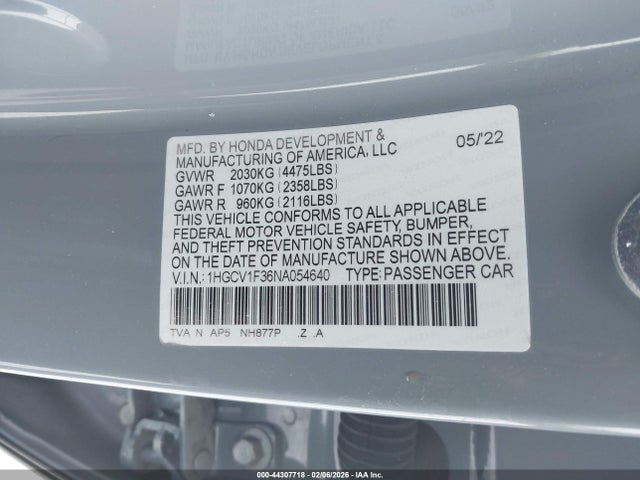 MFD. BY HONDA DEVELOPMENT &
MANUFACTURING OF AMERICA, LLC 05/'22
GVWR 2030KG (4475LBS)
GAWR F 1070KG (2358LBS)
GAWR R 960KG (2116LBS)
THIS VEHICLE CONFORMS TO ALL APPLICABLE
FEDERAL MOTOR VEHICLE SAFETY, BUMPER,
AND THEFT PREVENTION STANDARDS IN EFFECT
ON THE DATE OF MANUFACTURE SHOWN ABOVE.
V.I.N.: 1HGCV1F36NA054640 TYPE: PASSENGER CAR
TVA N AP5 NH877P .Z .A
000-44307718 - 02/06/2026 - IAAI.COM